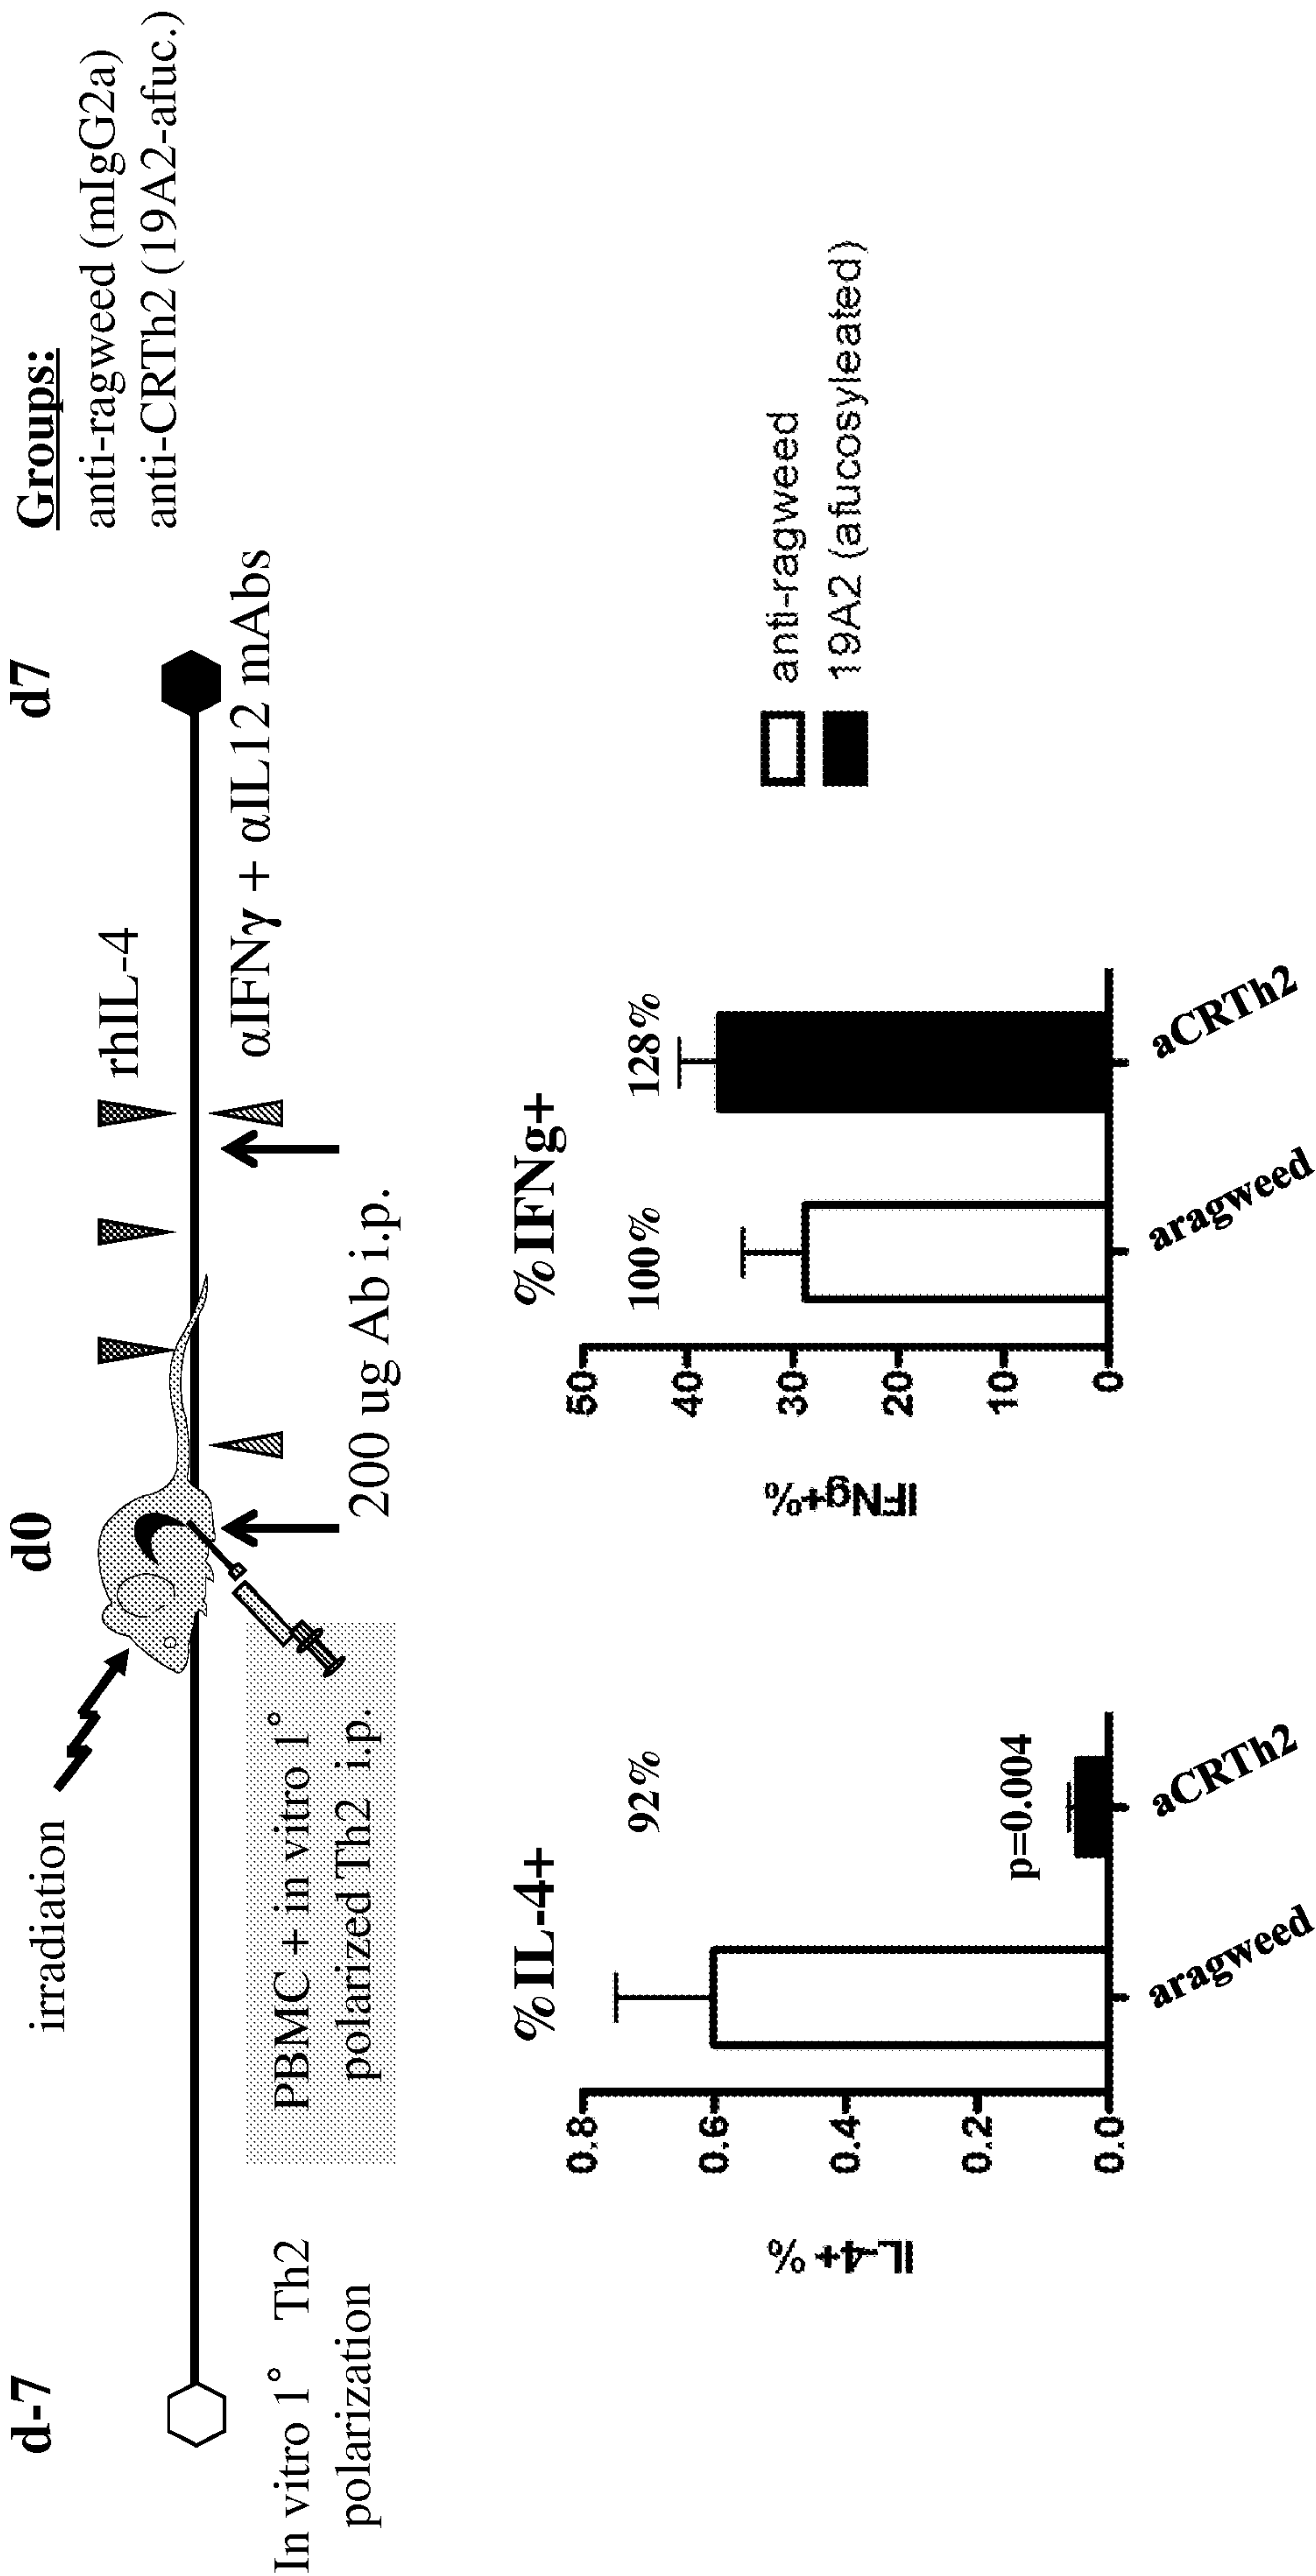 d-7
d0
d7
Groups:
anti-ragweed (mIgG2a)
anti-CRTh2 (19A2-afuc.)
irradiation
rhIL-4
αIFNγ + αIL12 mAbs
In vitro 1° Th2
polarization
PBMC + in vitro 1°
polarized Th2 i.p.
200 ug Ab i.p.
%IL-4+
IL-4+ %
0.8
0.6
0.4
0.2
0.0
92%
p=0.004
aragweed
aCRTh2
%IFNg+
IFNg+%
50
40
30
20
10
0
100%
128%
aragweed
aCRTh2
anti-ragweed
19A2 (afucosyleated)